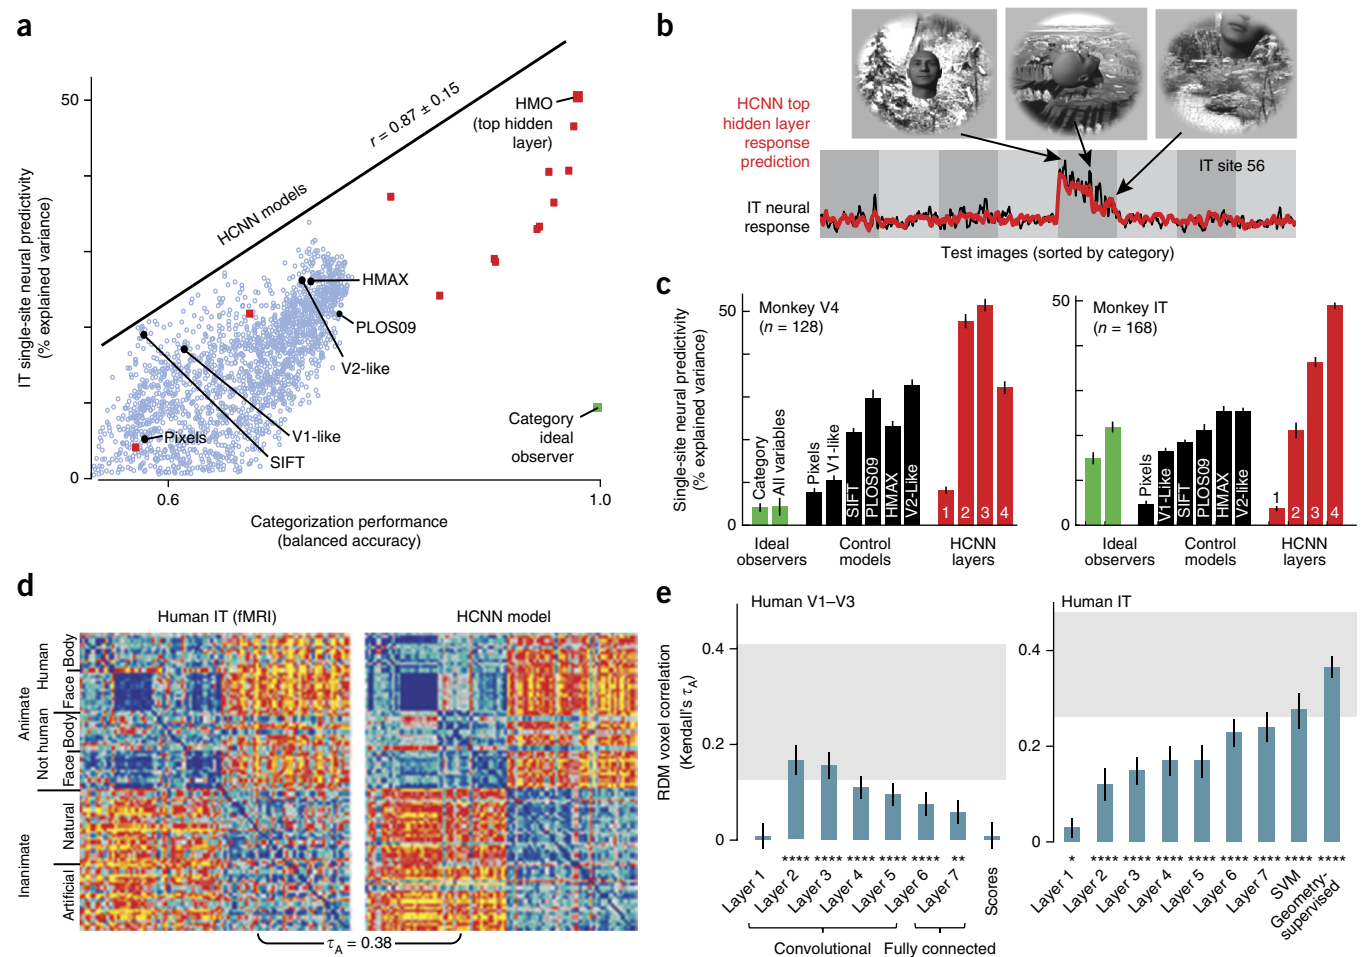 a
50
0
0.6
1.0
IT single-site neural predictivity
(% explained variance)
Categorization performance
(balanced accuracy)
HCNN models
r = 0.87 ± 0.15
HMO
(top hidden
layer)
HMAX
PLOS09
V2-like
V1-like
SIFT
Pixels
Category
ideal
observer
b
HCNN top
hidden layer
response
prediction
IT neural
response
IT site 56
Test images (sorted by category)
c
Single-site neural predictivity
(% explained variance)
50
0
Monkey V4
(n = 128)
Category
All variables
Pixels
V1-like
SIFT
PLOS09
HMAX
V2-Like
1
2
3
4
Ideal
observers
Control
models
HCNN
layers
50
0
Monkey IT
(n = 168)
Pixels
V1-Like
SIFT
PLOS09
HMAX
V2-like
1
2
3
4
Ideal
observers
Control
models
HCNN
layers
d
Human IT (fMRI)
HCNN model
Animate
Inanimate
Human
Not human
Body
Face
Body
Face
Natural
Artificial
τA = 0.38
e
RDM voxel correlation
(Kendall's τA)
Human V1–V3
0.4
0.2
0
**** **** **** **** **** **
Layer 1
Layer 2
Layer 3
Layer 4
Layer 5
Layer 6
Layer 7
Scores
Convolutional
Fully connected
Human IT
0.4
0.2
0
* **** **** **** **** **** **** **** ****
Layer 1
Layer 2
Layer 3
Layer 4
Layer 5
Layer 6
Layer 7
SVM
Geometry-
supervised